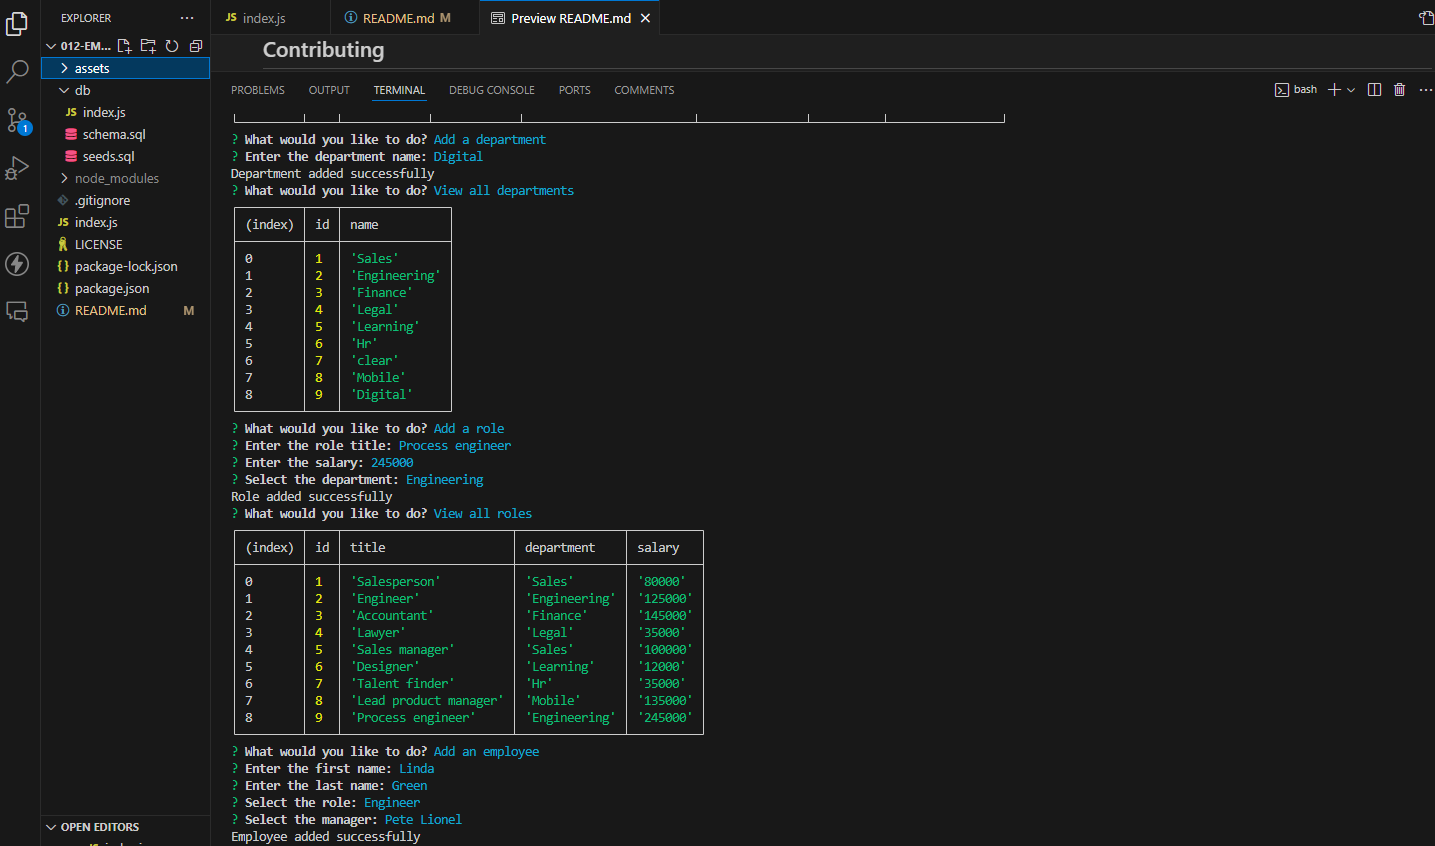 EXPLORER
012-EM...
assets
db
index.js
schema.sql
seeds.sql
node_modules
.gitignore
index.js
LICENSE
package-lock.json
package.json
README.md M
OPEN EDITORS
1
index.js
README.md M
Preview README.md
Contributing
PROBLEMS OUTPUT TERMINAL DEBUG CONSOLE PORTS COMMENTS
bash
? What would you like to do? Add a department
? Enter the department name: Digital
Department added successfully
? What would you like to do? View all departments
(index) id name
0 1 'Sales'
1 2 'Engineering'
2 3 'Finance'
3 4 'Legal'
4 5 'Learning'
5 6 'Hr'
6 7 'clear'
7 8 'Mobile'
8 9 'Digital'
? What would you like to do? Add a role
? Enter the role title: Process engineer
? Enter the salary: 245000
? Select the department: Engineering
Role added successfully
? What would you like to do? View all roles
(index) id title department salary
0 1 'Salesperson' 'Sales' '80000'
1 2 'Engineer' 'Engineering' '125000'
2 3 'Accountant' 'Finance' '145000'
3 4 'Lawyer' 'Legal' '35000'
4 5 'Sales manager' 'Sales' '100000'
5 6 'Designer' 'Learning' '12000'
6 7 'Talent finder' 'Hr' '35000'
7 8 'Lead product manager' 'Mobile' '135000'
8 9 'Process engineer' 'Engineering' '245000'
? What would you like to do? Add an employee
? Enter the first name: Linda
? Enter the last name: Green
? Select the role: Engineer
? Select the manager: Pete Lionel
Employee added successfully